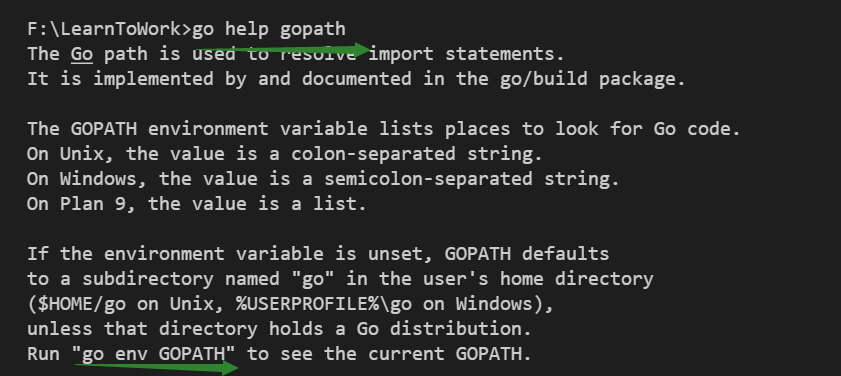 F:\LearnToWork>go help gopath
The Go path is used to resolve import statements.
It is implemented by and documented in the go/build package.
The GOPATH environment variable lists places to look for Go code.
On Unix, the value is a colon-separated string.
On Windows, the value is a semicolon-separated string.
On Plan 9, the value is a list.
If the environment variable is unset, GOPATH defaults
to a subdirectory named "go" in the user's home directory
($HOME/go on Unix, %USERPROFILE%\go on Windows),
unless that directory holds a Go distribution.
Run "go env GOPATH" to see the current GOPATH.